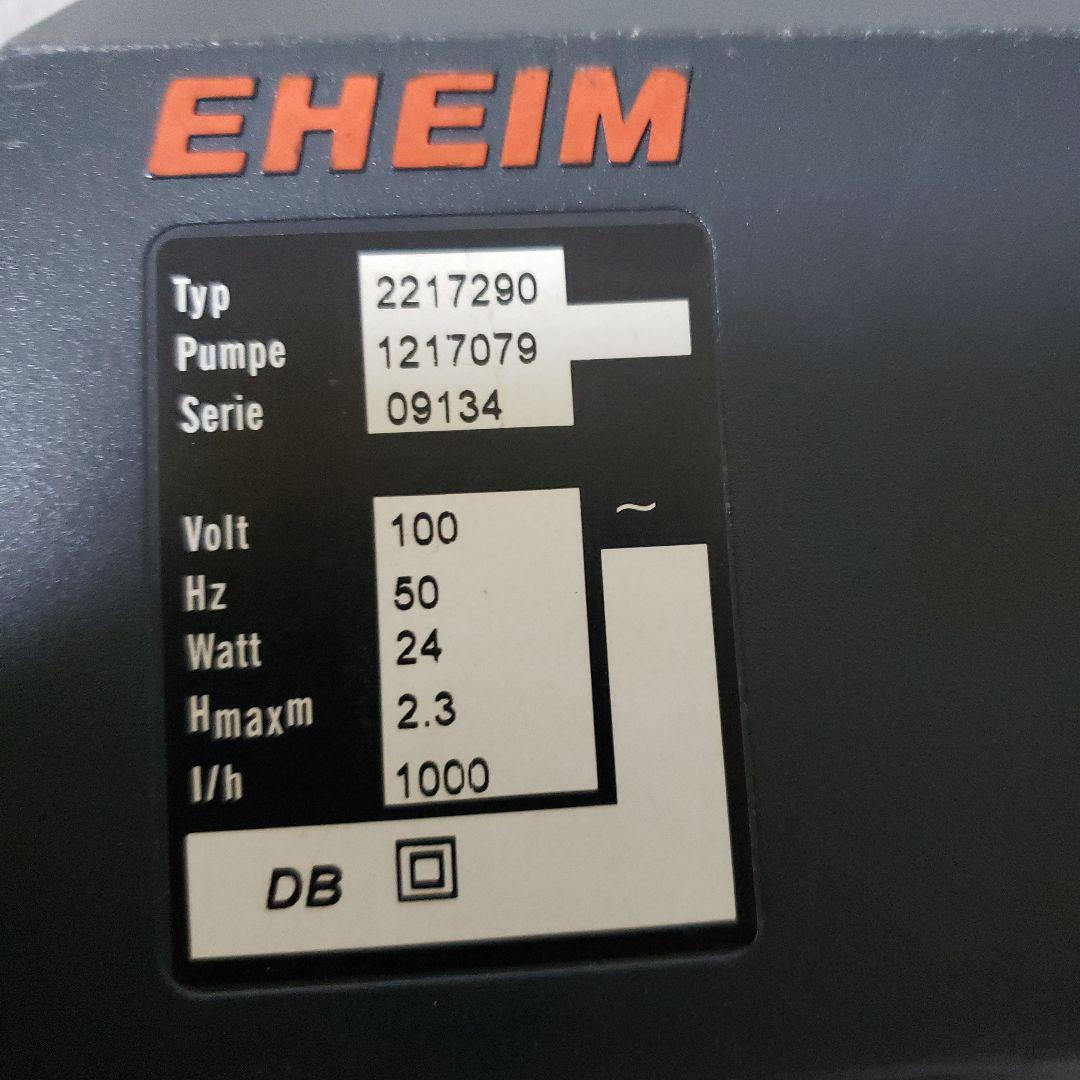 EHEIM
Typ 2217290
Pumpe 1217079
Serie 09134
Volt 100 ~
Hz 50
Watt 24
Hmaxm 2.3
l/h 1000
DB